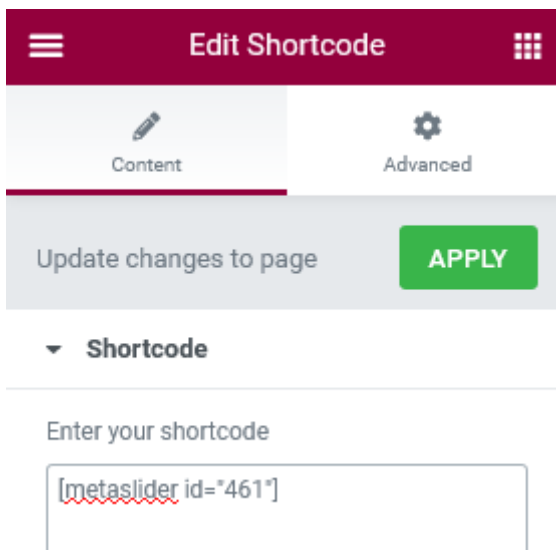 Edit Shortcode
Content Advanced
Update changes to page APPLY
Shortcode
Enter your shortcode
[metaslider id="461"]